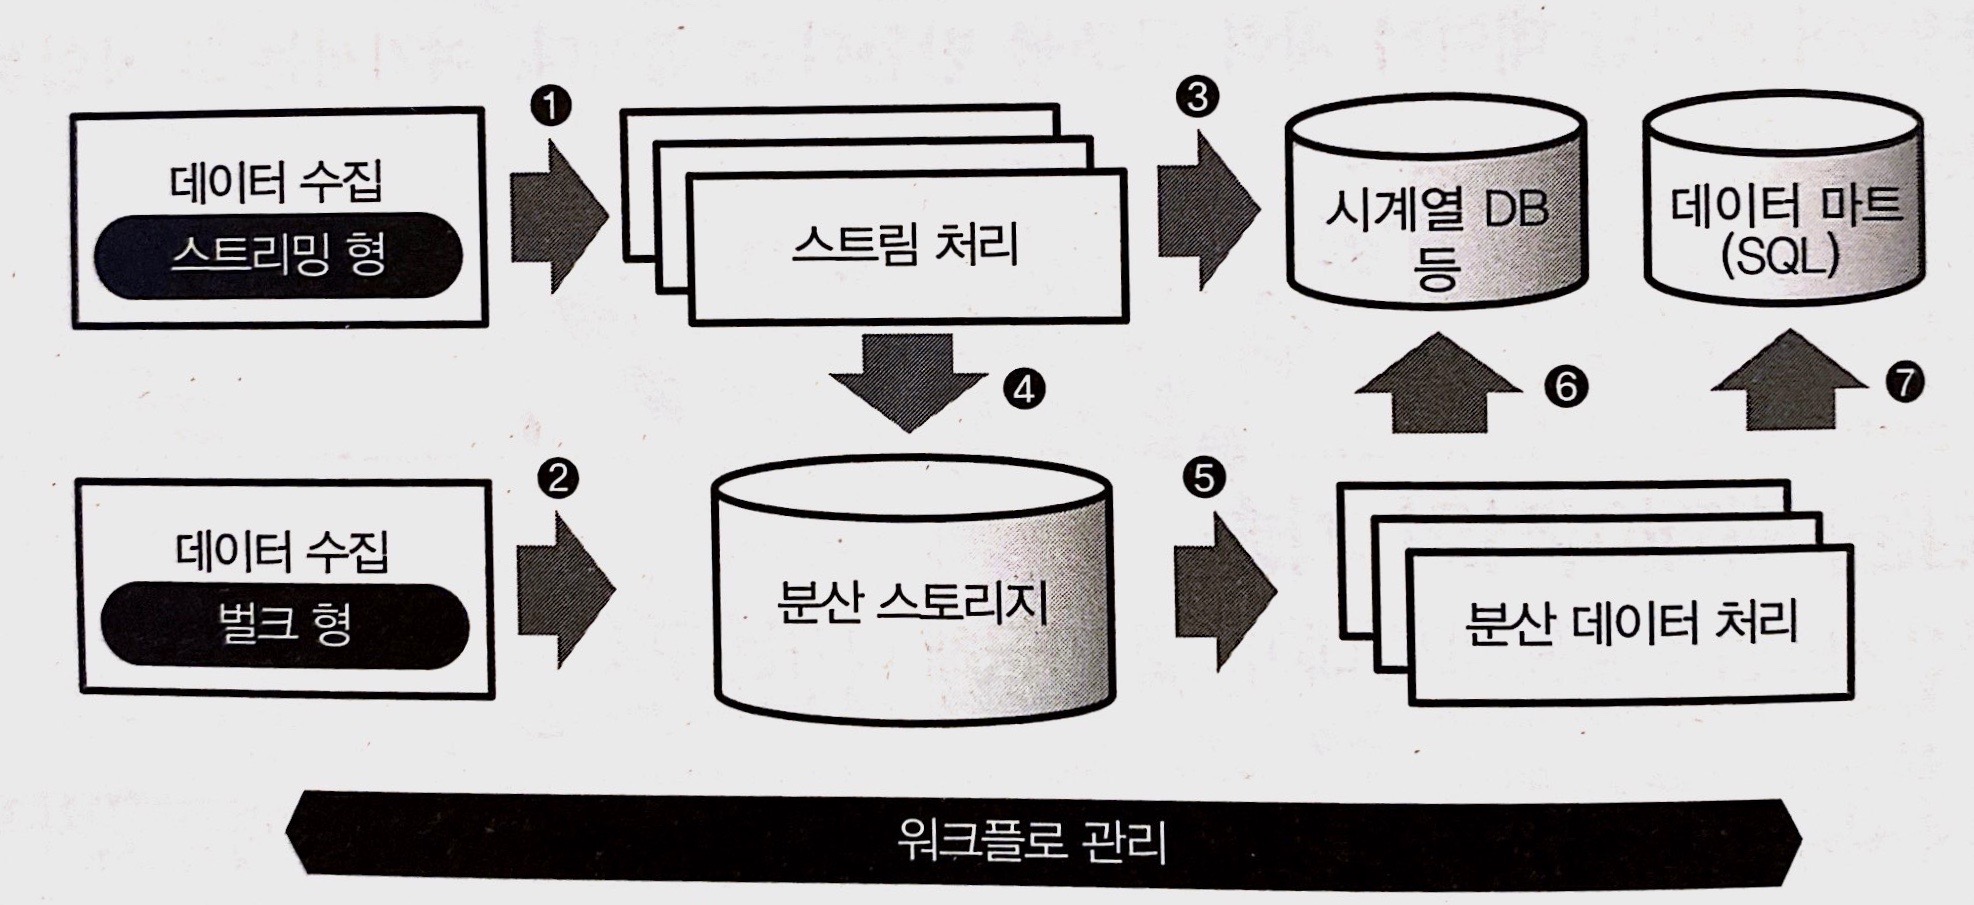 데이터 수집
스트리밍 형
❶
스트림 처리
❸
시계열 DB
등
데이터 마트
(SQL)
❹
❻
❼
데이터 수집
벌크 형
❷
분산 스토리지
❺
분산 데이터 처리
워크플로 관리